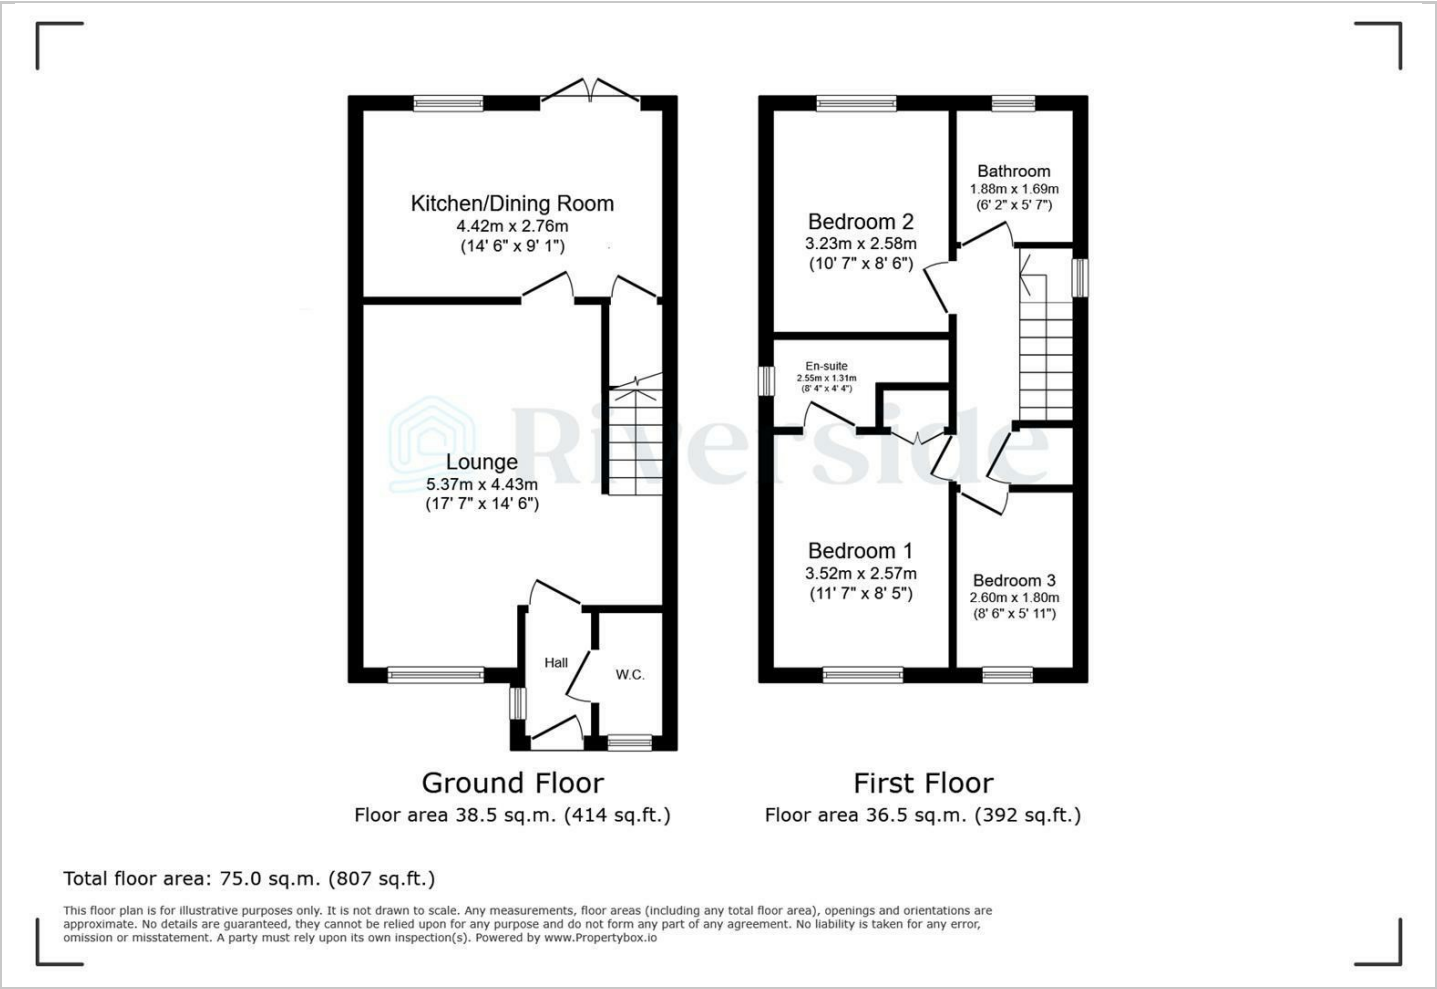 Kitchen/Dining Room
4.42m x 2.76m
(14' 6" x 9' 1")
Lounge
5.37m x 4.43m
(17' 7" x 14' 6")
Hall
W.C.
Bedroom 2
3.23m x 2.58m
(10' 7" x 8' 6")
Bathroom
1.88m x 1.69m
(6' 2" x 5' 7")
En-suite
2.55m x 1.31m
(8' 4" x 4' 4")
Bedroom 1
3.52m x 2.57m
(11' 7" x 8' 5")
Bedroom 3
2.60m x 1.80m
(8' 6" x 5' 11")
Riverside
Ground Floor
Floor area 38.5 sq.m. (414 sq.ft.)
First Floor
Floor area 36.5 sq.m. (392 sq.ft.)
Total floor area: 75.0 sq.m. (807 sq.ft.)
This floor plan is for illustrative purposes only. It is not drawn to scale. Any measurements, floor areas (including any total floor area), openings and orientations are
approximate. No details are guaranteed, they cannot be relied upon for any purpose and do not form any part of any agreement. No liability is taken for any error,
omission or misstatement. A party must rely upon its own inspection(s). Powered by www.Propertybox.io